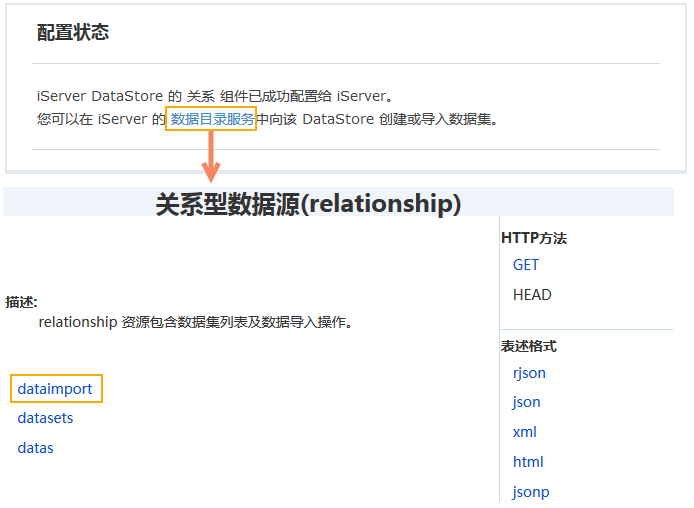 配置状态
iServer DataStore 的 关系 组件已成功配置给 iServer。
您可以在 iServer 的 数据目录服务中向该 DataStore 创建或导入数据集。
关系型数据源(relationship)
描述:
relationship 资源包含数据集列表及数据导入操作。
dataimport
datasets
datas
HTTP方法
GET
HEAD
表述格式
rjson
json
xml
html
jsonp